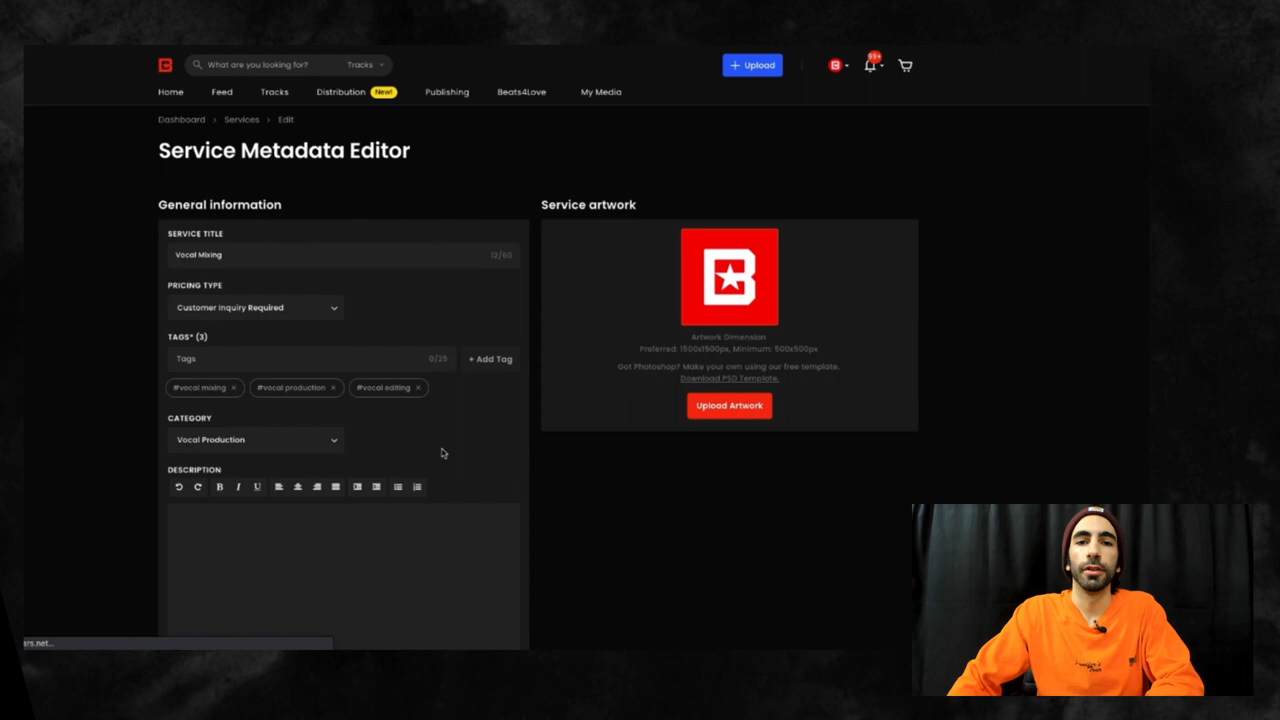 What are you looking for?
Tracks
+ Upload
99+
Home
Feed
Tracks
Distribution
New!
Publishing
Beats4Love
My Media
Dashboard > Services > Edit
Service Metadata Editor
General information
SERVICE TITLE
Vocal Mixing
12/60
PRICING TYPE
Customer Inquiry Required
TAGS* (3)
Tags
0/25
+ Add Tag
#vocal mixing ×
#vocal production ×
#vocal editing ×
CATEGORY
Vocal Production
DESCRIPTION
B I U
Service artwork
B
Artwork Dimension
Preferred: 1500x1500px, Minimum: 500x500px
Got Photoshop? Make your own using our free template.
Download PSD Template.
Upload Artwork
ers.net...